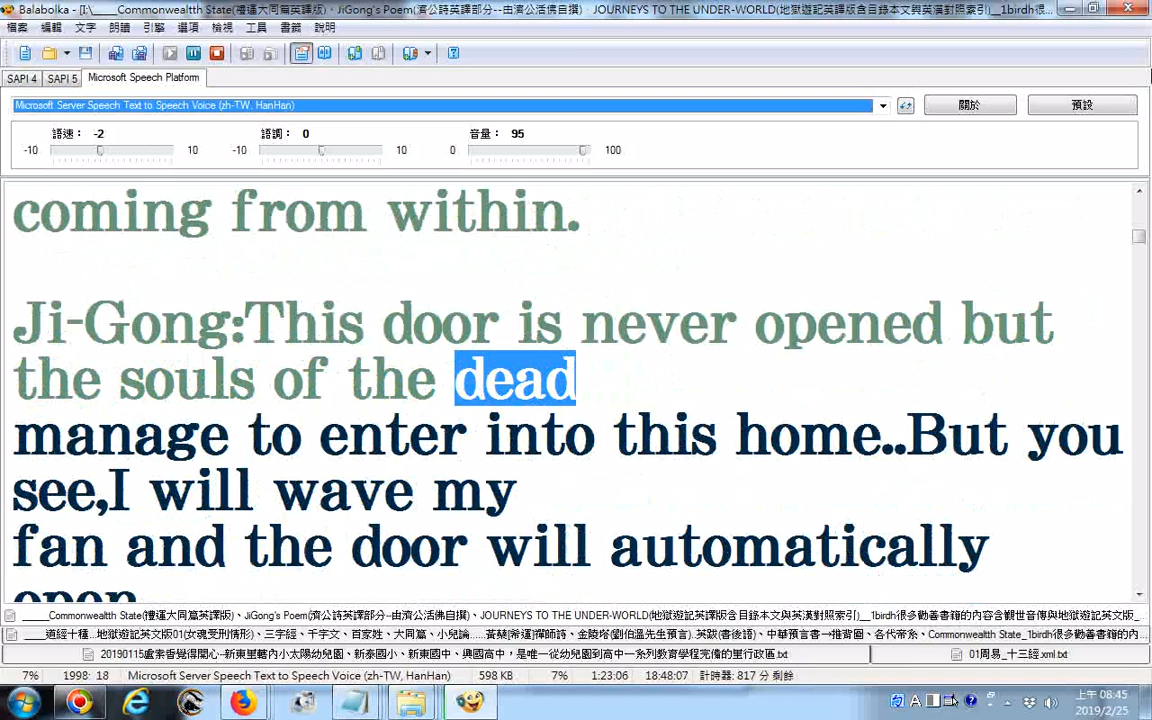 Balabolka - [I:\_____Commonwealtth State(禮運大同篇英譯版)、JiGong's Poem(濟公詩英譯部分--由濟公活佛自撰)、JOURNEYS TO THE UNDER-WORLD(地獄遊記英譯版含目錄本文與英漢對照索引)__1birdh很...
檔案 編輯 文字 朗讀 引擎 選項 檢視 工具 書籤 說明
SAPI 4 SAPI 5 Microsoft Speech Platform
Microsoft Server Speech Text to Speech Voice (zh-TW, HanHan) 關於 預設
語速： -2 語調： 0 音量： 95
-10 10 -10 10 0 100
coming from within.
Ji-Gong:This door is never opened but
the souls of the dead
manage to enter into this home..But you
see,I will wave my
fan and the door will automatically
open
_____Commonwealth State(禮運大同篇英譯版)、JiGong's Poem(濟公詩英譯部分--由濟公活佛自撰)、JOURNEYS TO THE UNDER-WORLD(地獄遊記英譯版含目錄本文與英漢對照索引)__1birdh很多勸善書籍的內容含觀世音傳與地獄遊記英文版_
道經十種...地獄遊記英文版01(女魂受刑情形)、三字經、千字文、百家姓、大同篇、小兒論......黃蘗[希運]禪師詩、金陵塔(劉伯溫先生預言).英跋(書後語)、中華預言書--推背圖、各代帝系、Commonwealth State_1birdh很多勸善書籍的內...
20190115盧素香覺得開心--新東里轄內小太陽幼兒園、新泰國小、新東國中、興國高中，是唯一從幼兒園到高中一系列教育學程完備的里行政區.txt 01周易_十三經.xml.txt
7% 1998: 18 Microsoft Server Speech Text to Speech Voice (zh-TW, HanHan) 598 KB 7% 1:23:06 18:48:07 計時器: 817 分 剩餘
上午 08:45
2019/2/25